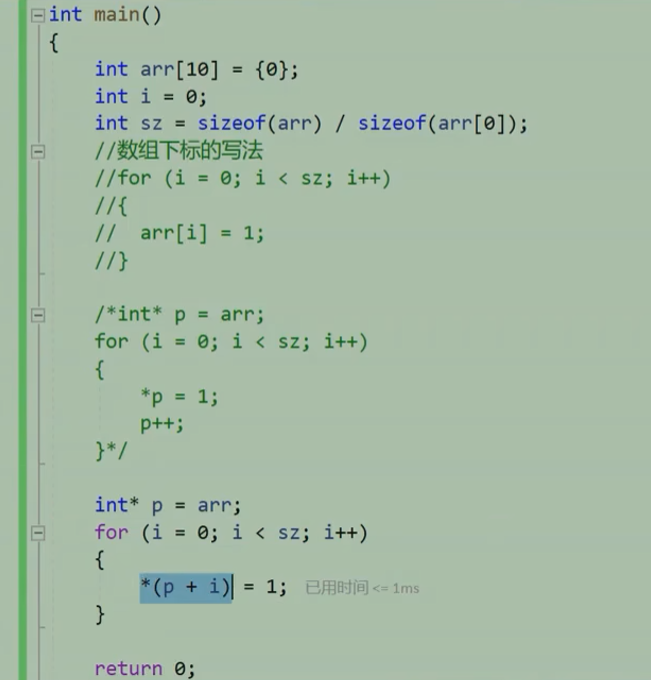 int main()
{
int arr[10] = {0};
int i = 0;
int sz = sizeof(arr) / sizeof(arr[0]);
//数组下标的写法
//for (i = 0; i < sz; i++)
//{
//  arr[i] = 1;
//}
/*int* p = arr;
for (i = 0; i < sz; i++)
{
*p = 1;
p++;
}*/
int* p = arr;
for (i = 0; i < sz; i++)
{
*(p + i) = 1; 已用时间 <= 1ms
}
return 0;